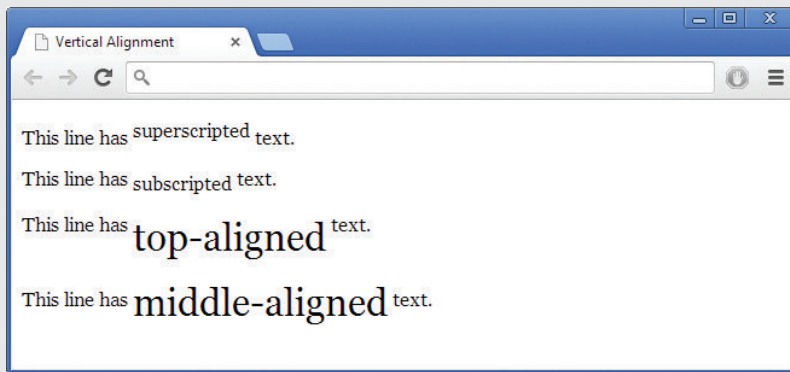 Vertical Alignment
This line has superscripted text.
This line has subscripted text.
This line has top-aligned text.
This line has middle-aligned text.